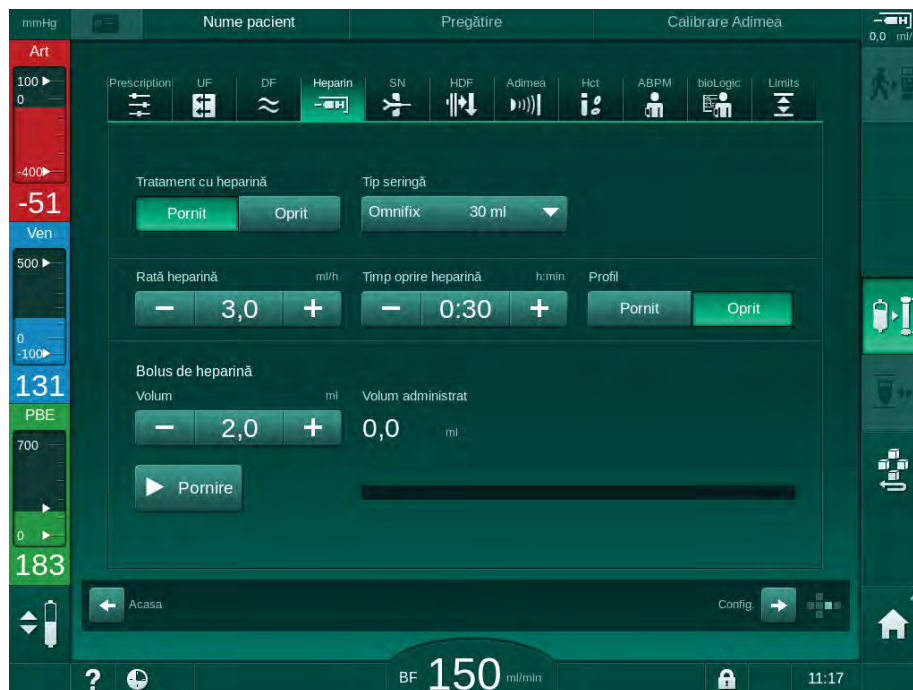 mmHg Nume pacient Pregătire Calibrare Adimea
0,0 ml/
Art
100
0
-400
-51
Ven
500
0
-100
131
PBE
700
0
183
Prescription UF DF Heparin SN HDF Adimea Hct ABPM bioLogic Limits
Tratament cu heparină Tip seringă
Pornit Oprit Omnifix 30 ml
Rată heparină ml/h Timp oprire heparină h:min Profil
− 3,0 + − 0:30 + Pornit Oprit
Bolus de heparină
Volum ml Volum administrat
− 2,0 + 0,0 ml
Pornire
Acasa Config.
? BF 150 ml/min 11:17